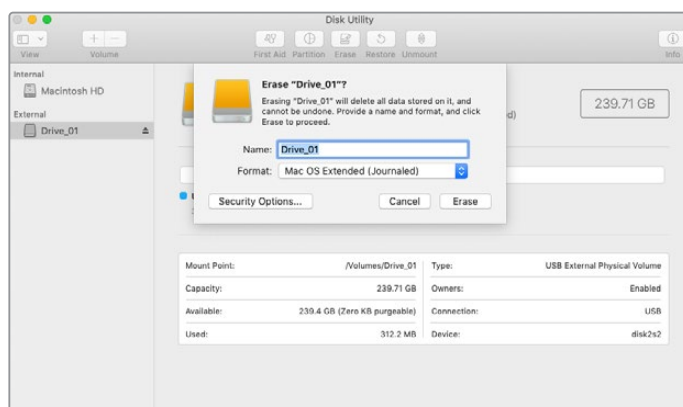 Disk Utility
View
Volume
First Aid
Partition
Erase
Restore
Unmount
Info
Internal
Macintosh HD
External
Drive_01
Erase "Drive_01"?
Erasing "Drive_01" will delete all data stored on it, and
cannot be undone. Provide a name and format, and click
Erase to proceed.
Name: Drive_01
Format: Mac OS Extended (Journaled)
Security Options...
Cancel
Erase
d)
239.71 GB
Mount Point: /Volumes/Drive_01
Type: USB External Physical Volume
Capacity: 239.71 GB
Owners: Enabled
Available: 239.4 GB (Zero KB purgeable)
Connection: USB
Used: 312.2 MB
Device: disk2s2